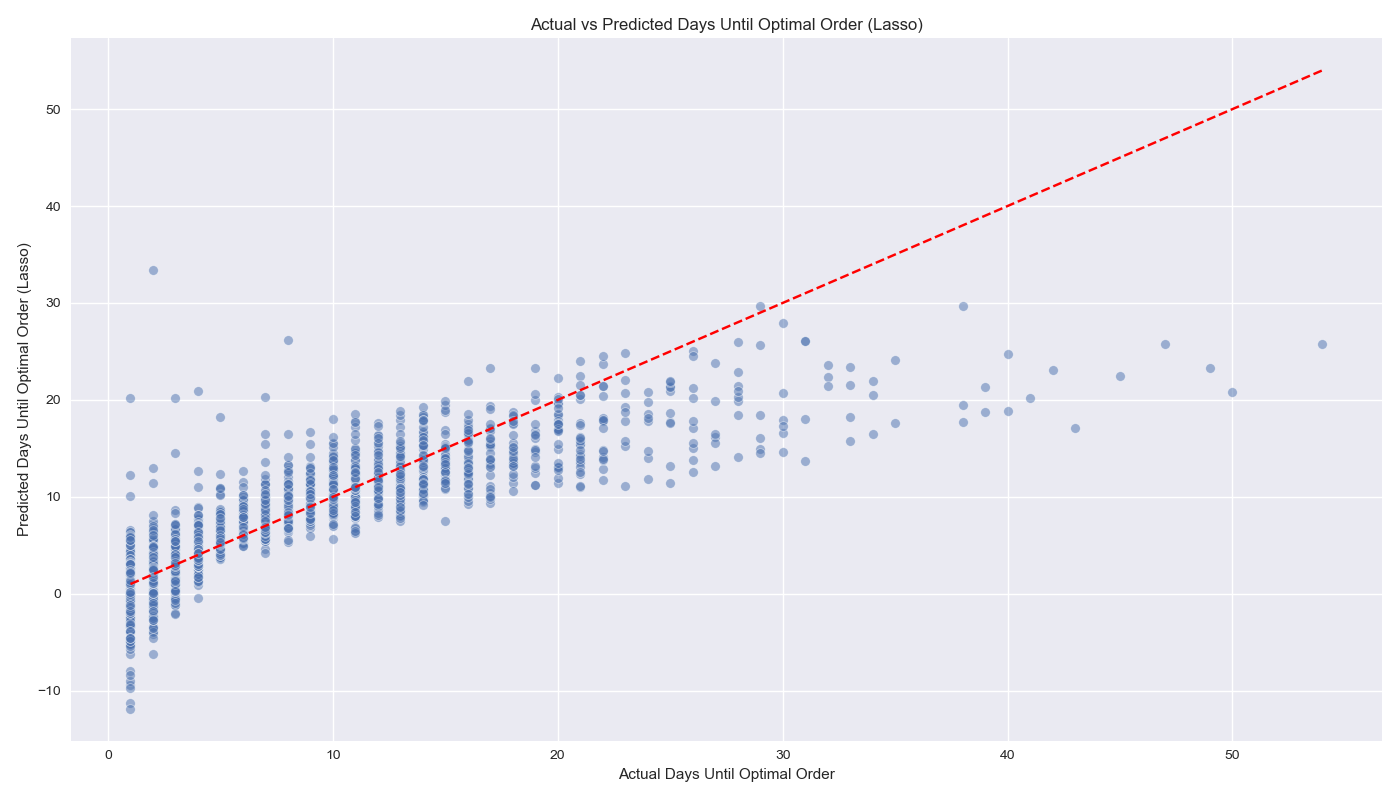 Actual vs Predicted Days Until Optimal Order (Lasso)
Predicted Days Until Optimal Order (Lasso)
50
40
30
20
10
0
−10
0 10 20 30 40 50
Actual Days Until Optimal Order